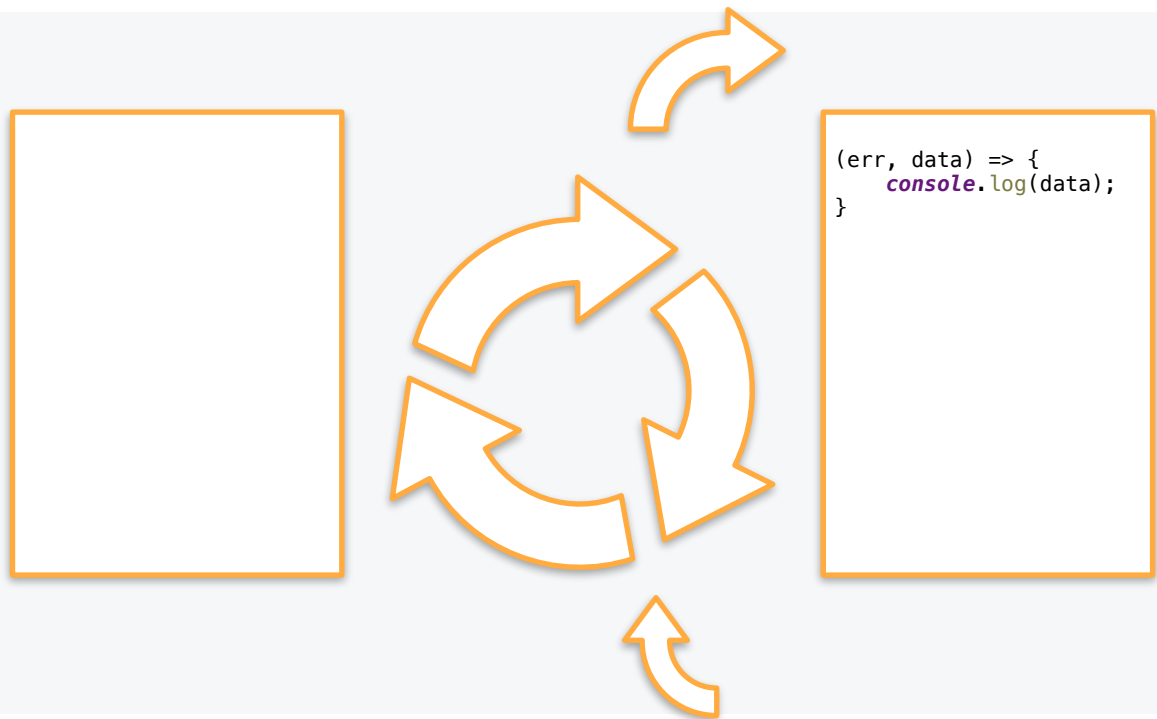 (err, data) => {
    console.log(data);
}